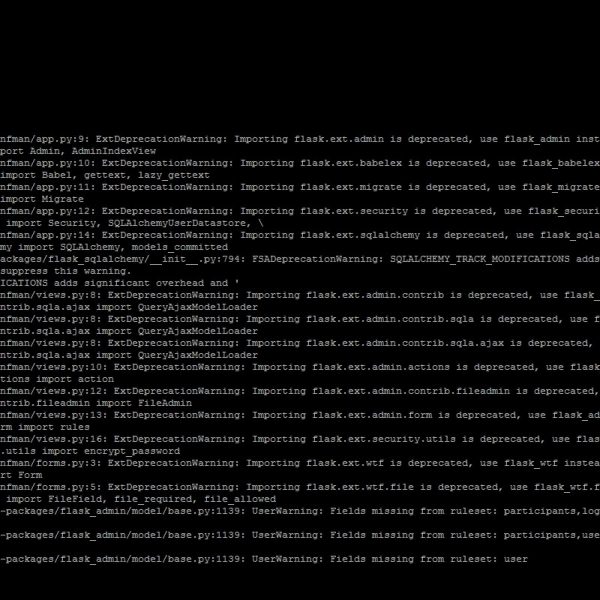 nfman/app.py:9: ExtDeprecationWarning: Importing flask.ext.admin is deprecated, use flask_admin inst
port Admin, AdminIndexView
nfman/app.py:10: ExtDeprecationWarning: Importing flask.ext.babelex is deprecated, use flask_babelex
import Babel, gettext, lazy_gettext
nfman/app.py:11: ExtDeprecationWarning: Importing flask.ext.migrate is deprecated, use flask_migrate
import Migrate
nfman/app.py:12: ExtDeprecationWarning: Importing flask.ext.security is deprecated, use flask_securi
 import Security, SQLAlchemyUserDatastore, \
nfman/app.py:14: ExtDeprecationWarning: Importing flask.ext.sqlalchemy is deprecated, use flask_sqla
my import SQLAlchemy, models_committed
ackages/flask_sqlalchemy/__init__.py:794: FSADeprecationWarning: SQLALCHEMY_TRACK_MODIFICATIONS adds
suppress this warning.
ICATIONS adds significant overhead and '
nfman/views.py:8: ExtDeprecationWarning: Importing flask.ext.admin.contrib is deprecated, use flask_
ntrib.sqla.ajax import QueryAjaxModelLoader
nfman/views.py:8: ExtDeprecationWarning: Importing flask.ext.admin.contrib.sqla is deprecated, use f
ntrib.sqla.ajax import QueryAjaxModelLoader
nfman/views.py:8: ExtDeprecationWarning: Importing flask.ext.admin.contrib.sqla.ajax is deprecated,
ntrib.sqla.ajax import QueryAjaxModelLoader
nfman/views.py:10: ExtDeprecationWarning: Importing flask.ext.admin.actions is deprecated, use flask
tions import action
nfman/views.py:12: ExtDeprecationWarning: Importing flask.ext.admin.contrib.fileadmin is deprecated,
ntrib.fileadmin import FileAdmin
nfman/views.py:13: ExtDeprecationWarning: Importing flask.ext.admin.form is deprecated, use flask_ad
rm import rules
nfman/views.py:16: ExtDeprecationWarning: Importing flask.ext.security.utils is deprecated, use flas
.utils import encrypt_password
nfman/forms.py:3: ExtDeprecationWarning: Importing flask.ext.wtf is deprecated, use flask_wtf instea
rt Form
nfman/forms.py:5: ExtDeprecationWarning: Importing flask.ext.wtf.file is deprecated, use flask_wtf.f
 import FileField, file_required, file_allowed
-packages/flask_admin/model/base.py:1139: UserWarning: Fields missing from ruleset: participants,log
-packages/flask_admin/model/base.py:1139: UserWarning: Fields missing from ruleset: participants,use
-packages/flask_admin/model/base.py:1139: UserWarning: Fields missing from ruleset: user